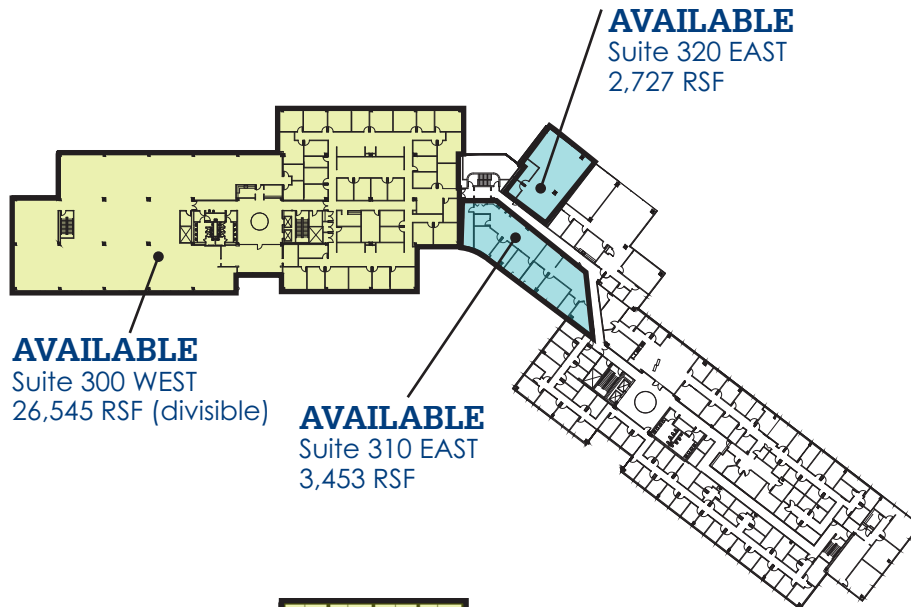 AVAILABLE
Suite 320 EAST
2,727 RSF
AVAILABLE
Suite 300 WEST
26,545 RSF (divisible)
AVAILABLE
Suite 310 EAST
3,453 RSF